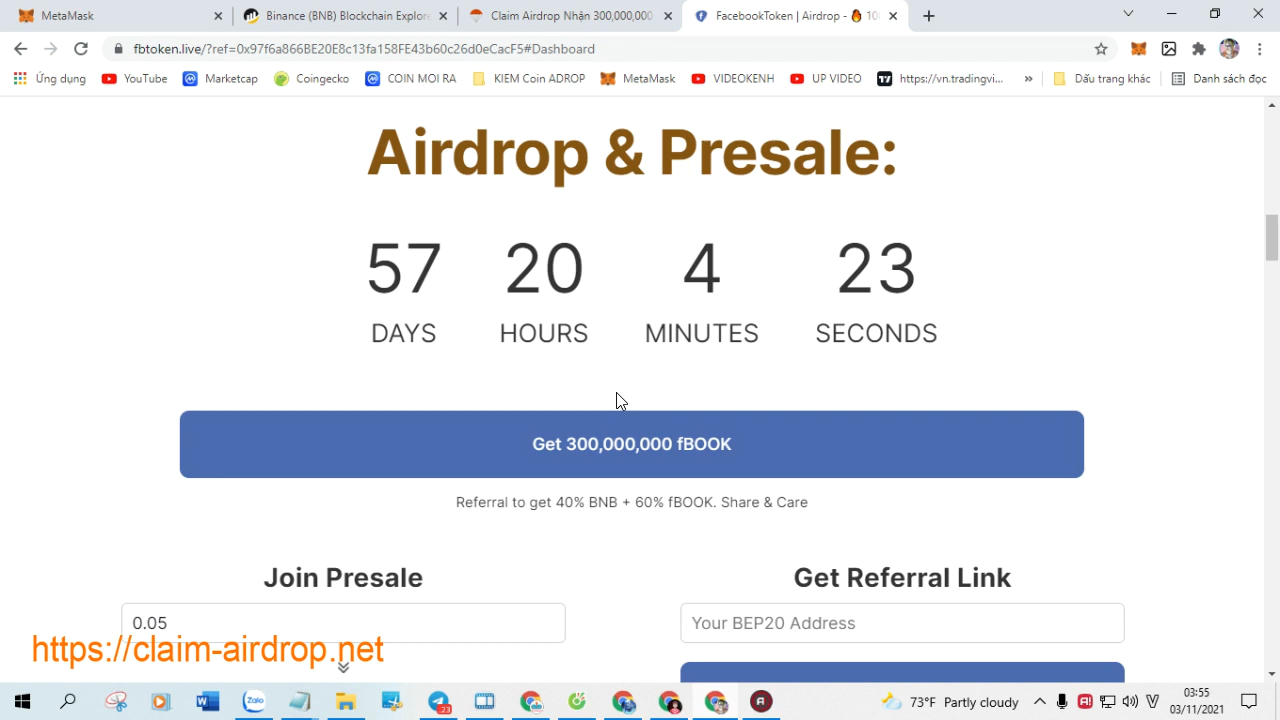 MetaMask
Binance (BNB) Blockchain Explore
Claim Airdrop Nhận 300,000,000
FacebookToken | Airdrop - 🔥 10
fbtoken.live/?ref=0x97f6a866BE20E8c13fa158FE43b60c26d0eCacF5#Dashboard
Ứng dụng YouTube Marketcap Coingecko COIN MOI RA KIEM Coin ADROP MetaMask VIDEOKENH UP VIDEO https://vn.tradingvi... » Dấu trang khác Danh sách đọc
Airdrop & Presale:
57 20 4 23
DAYS HOURS MINUTES SECONDS
Get 300,000,000 fBOOK
Referral to get 40% BNB + 60% fBOOK. Share & Care
Join Presale Get Referral Link
0.05 Your BEP20 Address
https://claim-airdrop.net
Zalo 23 73°F Partly cloudy 03:55
03/11/2021